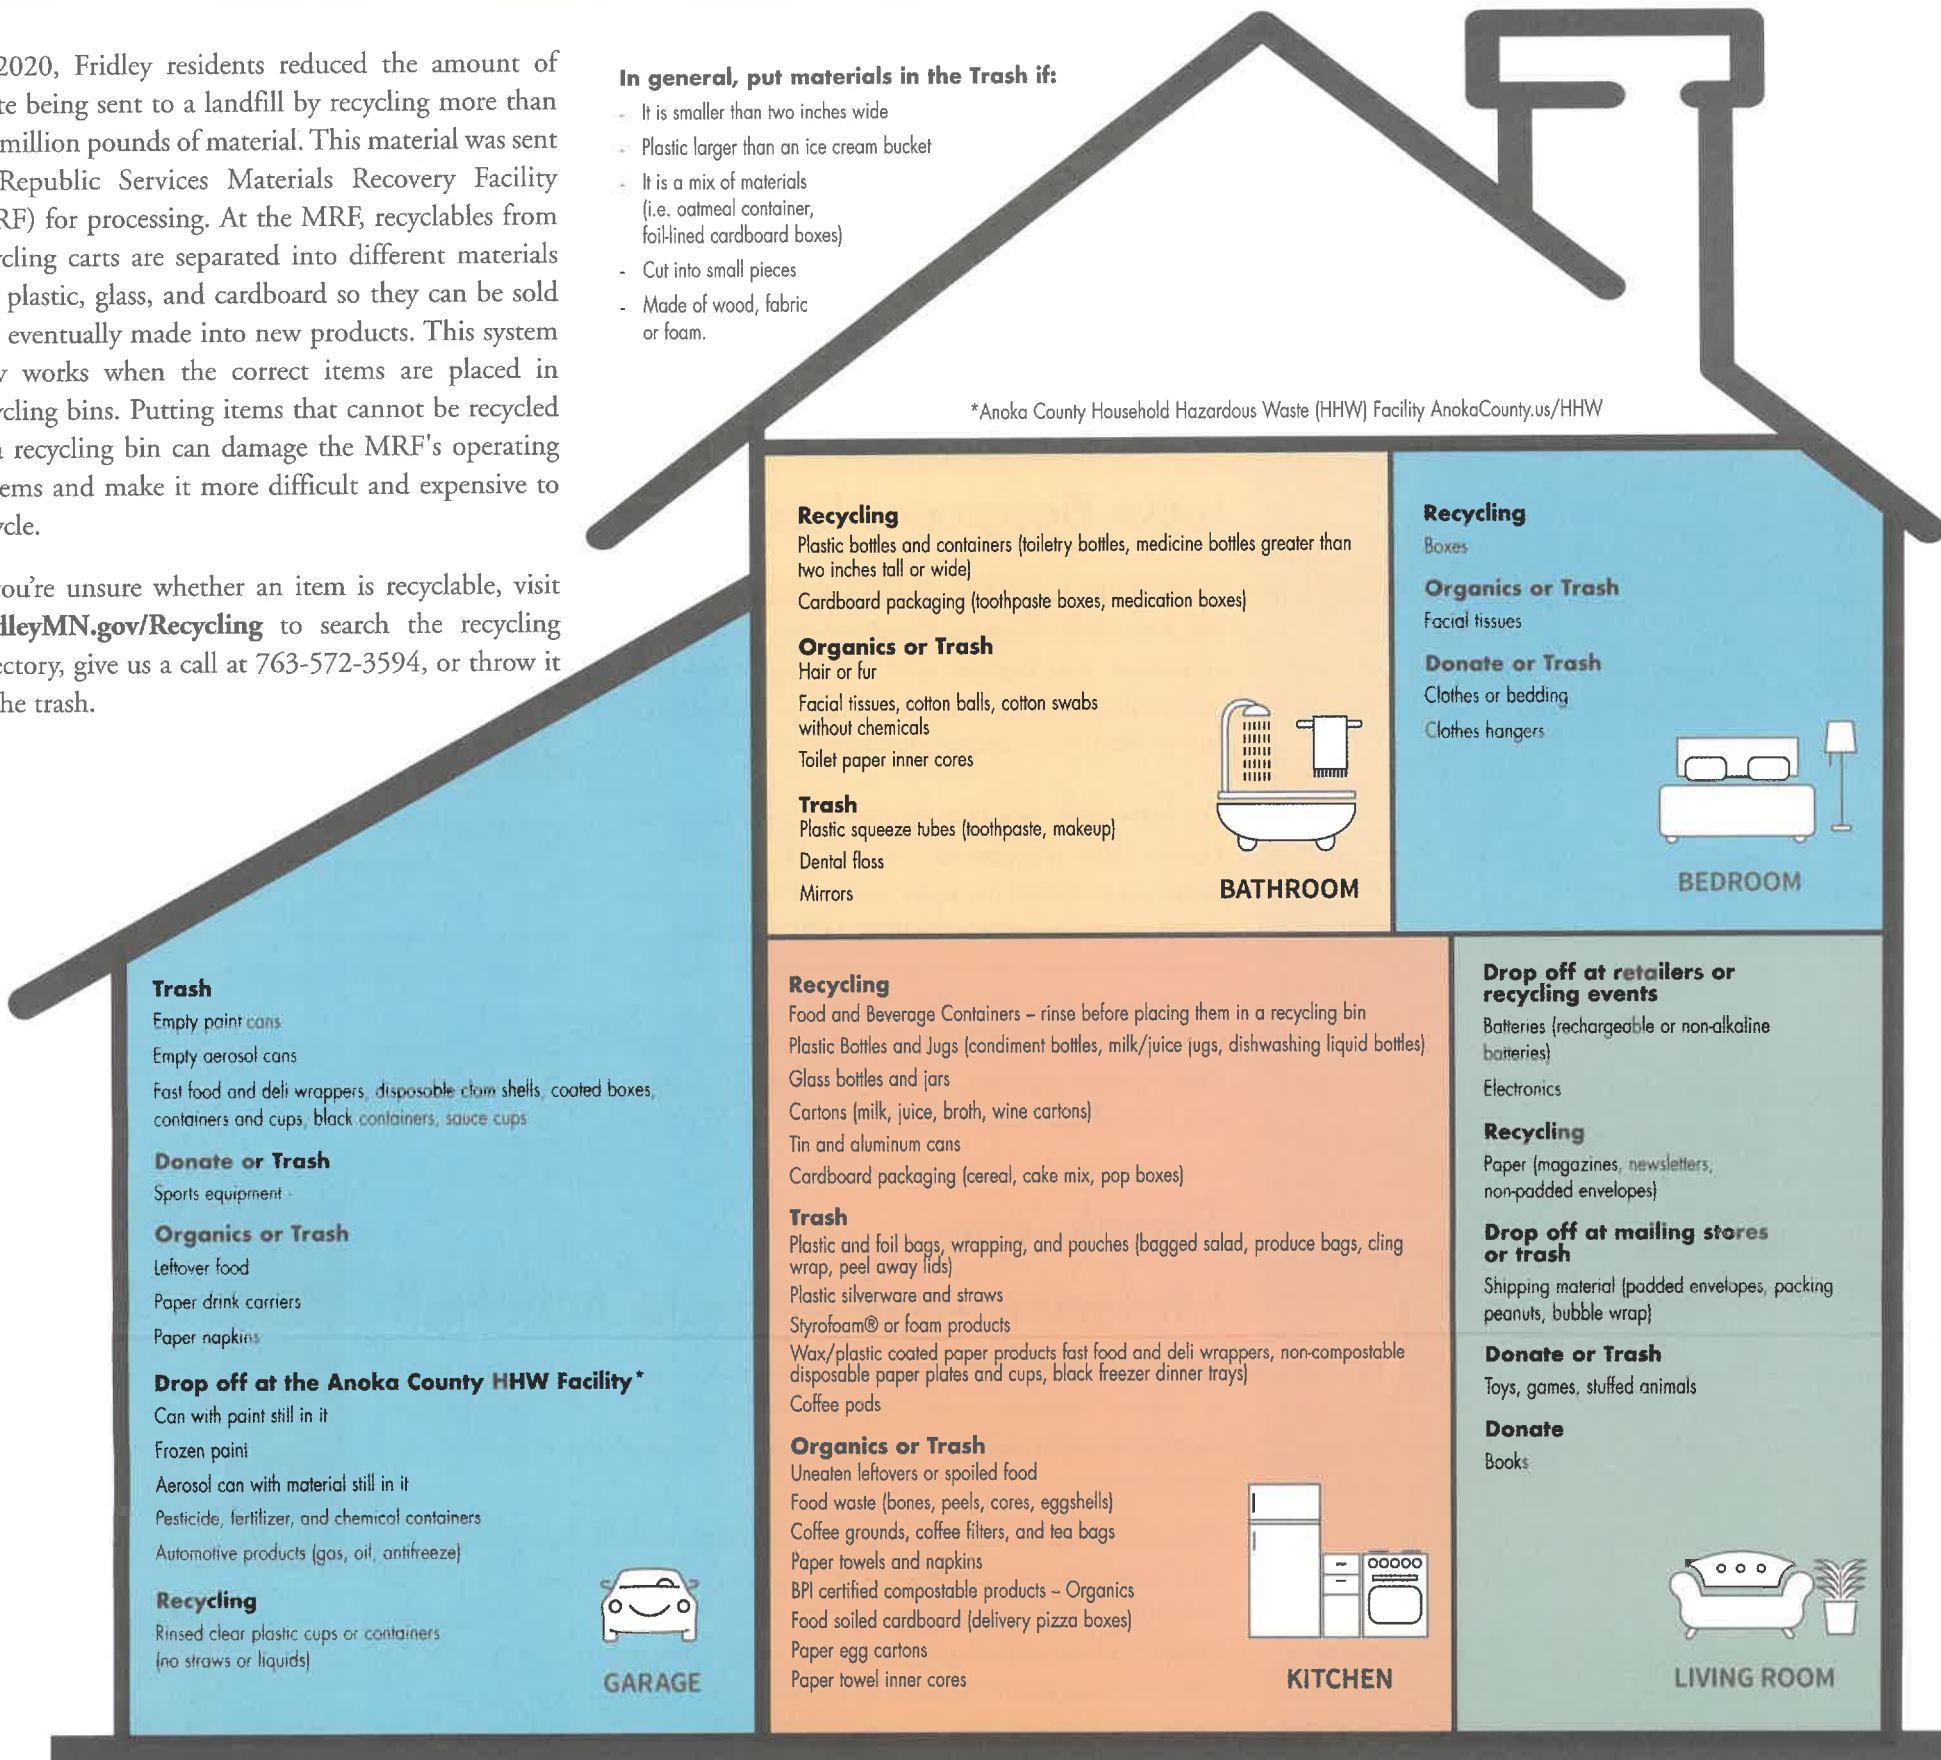 2020, Fridley residents reduced the amount of
te being sent to a landfill by recycling more than
million pounds of material. This material was sent
Republic Services Materials Recovery Facility
RF) for processing. At the MRF, recyclables from
cling carts are separated into different materials
plastic, glass, and cardboard so they can be sold
eventually made into new products. This system
y works when the correct items are placed in
cling bins. Putting items that cannot be recycled
a recycling bin can damage the MRF's operating
ems and make it more difficult and expensive to
cle.
ou're unsure whether an item is recyclable, visit
lleyMN.gov/Recycling to search the recycling
ectory, give us a call at 763-572-3594, or throw it
he trash.
In general, put materials in the Trash if:
- It is smaller than two inches wide
- Plastic larger than an ice cream bucket
- It is a mix of materials
(i.e. oatmeal container,
foil-lined cardboard boxes)
- Cut into small pieces
- Made of wood, fabric
or foam.
*Anoka County Household Hazardous Waste (HHW) Facility AnokaCounty.us/HHW
Recycling
Plastic bottles and containers (toiletry bottles, medicine bottles greater than
two inches tall or wide)
Cardboard packaging (toothpaste boxes, medication boxes)
Organics or Trash
Hair or fur
Facial tissues, cotton balls, cotton swabs
without chemicals
Toilet paper inner cores
Trash
Plastic squeeze tubes (toothpaste, makeup)
Dental floss
Mirrors
BATHROOM
Recycling
Boxes
Organics or Trash
Facial tissues
Donate or Trash
Clothes or bedding
Clothes hangers
BEDROOM
Trash
Empty paint cans
Empty aerosol cans
Fast food and deli wrappers, disposable clam shells, coated boxes,
containers and cups, black containers, sauce cups
Donate or Trash
Sports equipment
Organics or Trash
Leftover food
Paper drink carriers
Paper napkins
Drop off at the Anoka County HHW Facility*
Can with paint still in it
Frozen paint
Aerosol can with material still in it
Pesticide, fertilizer, and chemical containers
Automotive products (gas, oil, antifreeze)
Recycling
Rinsed clear plastic cups or containers
(no straws or liquids)
GARAGE
Recycling
Food and Beverage Containers – rinse before placing them in a recycling bin
Plastic Bottles and Jugs (condiment bottles, milk/juice jugs, dishwashing liquid bottles)
Glass bottles and jars
Cartons (milk, juice, broth, wine cartons)
Tin and aluminum cans
Cardboard packaging (cereal, cake mix, pop boxes)
Trash
Plastic and foil bags, wrapping, and pouches (bagged salad, produce bags, cling
wrap, peel away lids)
Plastic silverware and straws
Styrofoam® or foam products
Wax/plastic coated paper products fast food and deli wrappers, non-compostable
disposable paper plates and cups, black freezer dinner trays)
Coffee pods
Organics or Trash
Uneaten leftovers or spoiled food
Food waste (bones, peels, cores, eggshells)
Coffee grounds, coffee filters, and tea bags
Paper towels and napkins
BPI certified compostable products – Organics
Food soiled cardboard (delivery pizza boxes)
Paper egg cartons
Paper towel inner cores
KITCHEN
Drop off at retailers or
recycling events
Batteries (rechargeable or non-alkaline
batteries)
Electronics
Recycling
Paper (magazines, newsletters,
non-padded envelopes)
Drop off at mailing stores
or trash
Shipping material (padded envelopes, packing
peanuts, bubble wrap)
Donate or Trash
Toys, games, stuffed animals
Donate
Books
LIVING ROOM